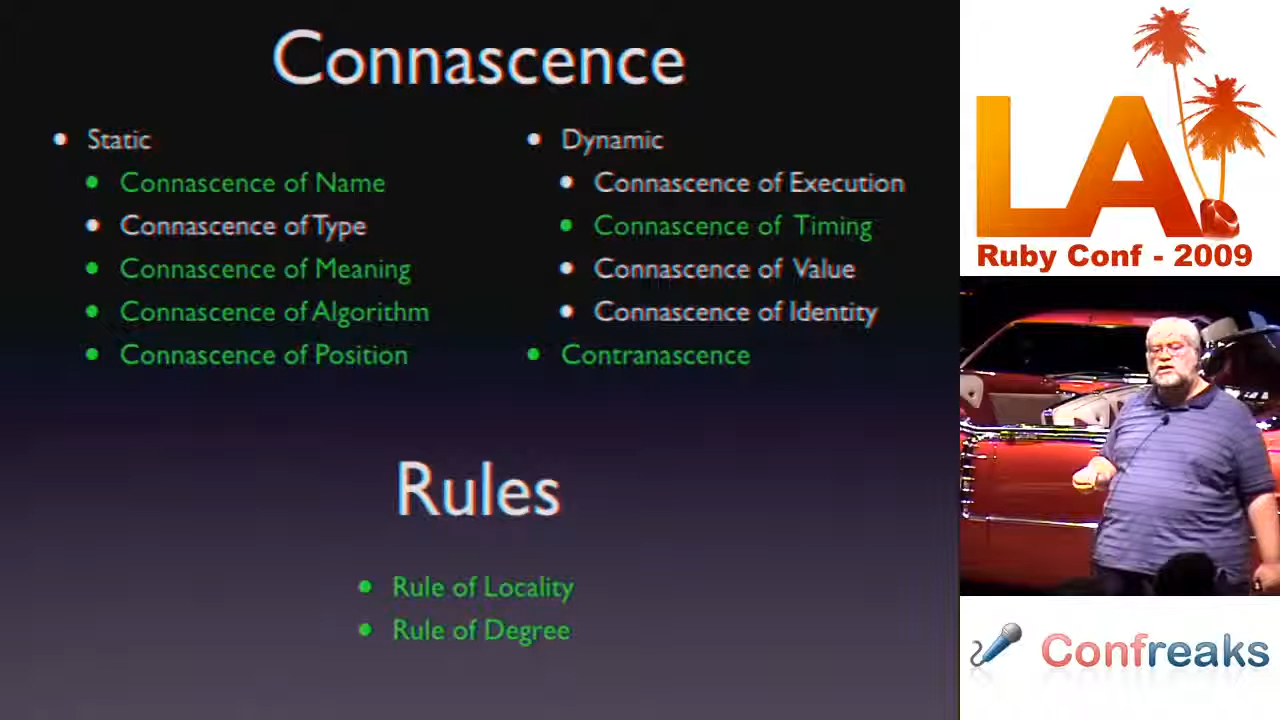 Connascence
Static
Connascence of Name
Connascence of Type
Connascence of Meaning
Connascence of Algorithm
Connascence of Position
Dynamic
Connascence of Execution
Connascence of Timing
Connascence of Value
Connascence of Identity
Contranascence
Rules
Rule of Locality
Rule of Degree
LA
Ruby Conf - 2009
Confreaks